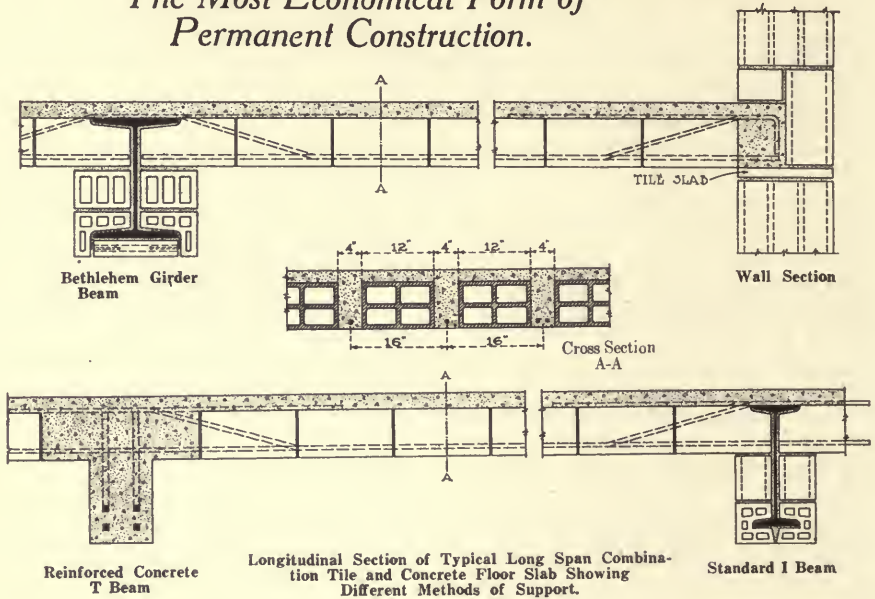 The Most Economical Form of
Permanent Construction.
A
A
TILE SLAB
Bethlehem Girder
Beam
Wall Section
4" 12" 4" 12" 4"
16" 16"
Cross Section
A-A
A
A
Reinforced Concrete
T Beam
Longitudinal Section of Typical Long Span Combina-
tion Tile and Concrete Floor Slab Showing
Different Methods of Support.
Standard I Beam